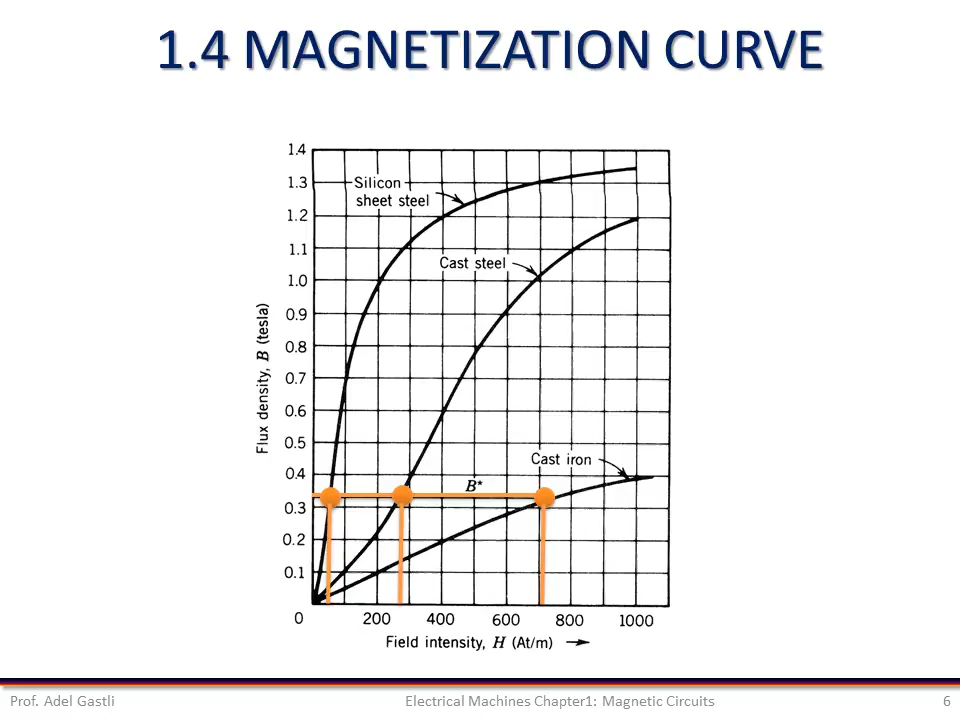 1.4 MAGNETIZATION CURVE
1.4
1.3
1.2
1.1
1.0
0.9
0.8
0.7
0.6
0.5
0.4
0.3
0.2
0.1
Flux density, B (tesla)
Silicon
sheet steel
Cast steel
Cast iron
B*
0 200 400 600 800 1000
Field intensity, H (At/m) →
Prof. Adel Gastli Electrical Machines Chapter1: Magnetic Circuits 6